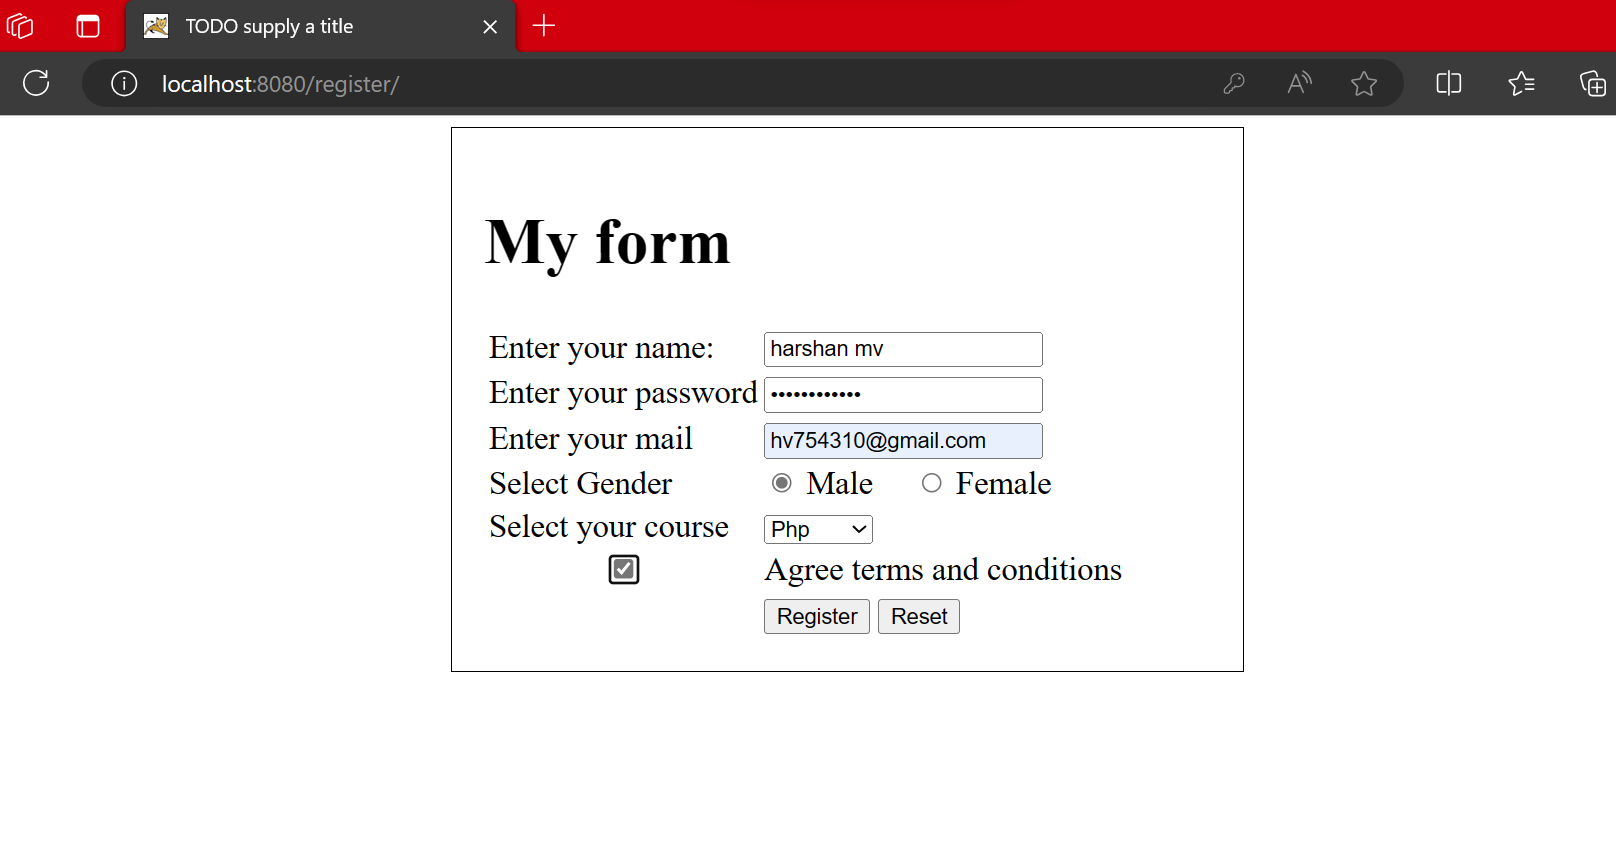 TODO supply a title
localhost:8080/register/
My form
Enter your name: harshan mv
Enter your password ••••••••••••
Enter your mail hv754310@gmail.com
Select Gender Male Female
Select your course Php
Agree terms and conditions
Register Reset